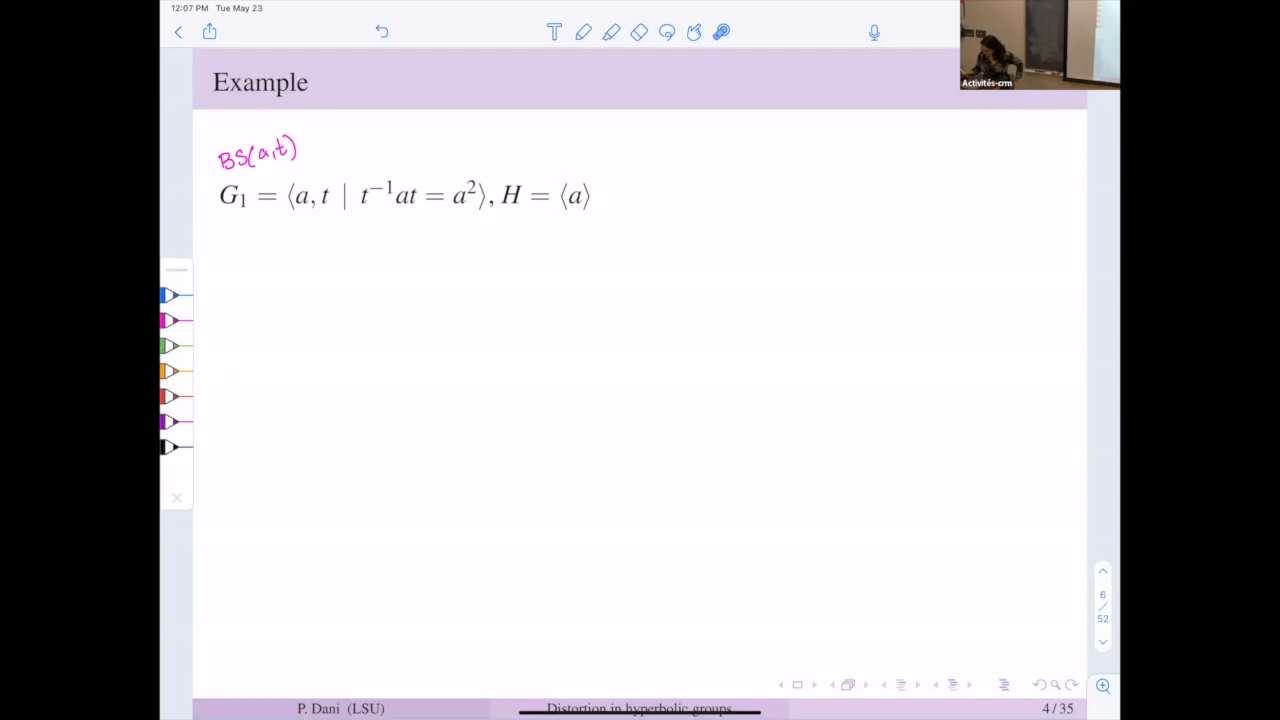 12:07 PM Tue May 23
Activités-crm
Example
BS(a,t)
G₁ = ⟨a, t | t⁻¹at = a²⟩, H = ⟨a⟩
6
/
52
P. Dani (LSU) Distortion in hyperbolic groups 4 / 35